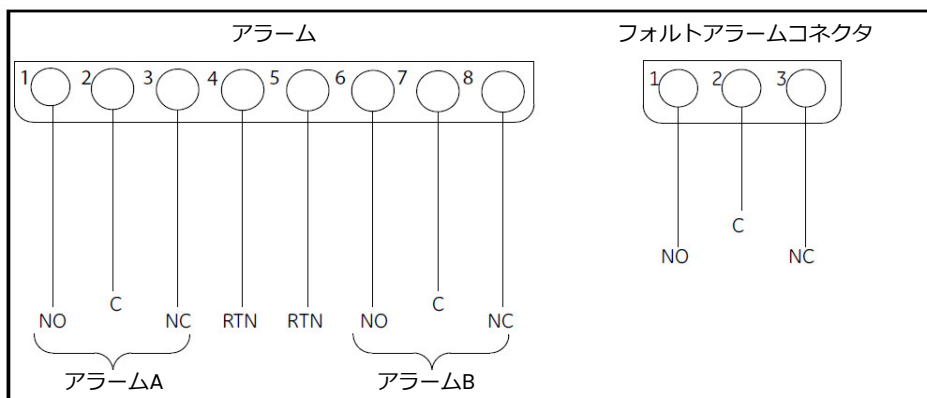 アラーム
フォルトアラームコネクタ
1 2 3 4 5 6 7 8
1 2 3
C
NO NC
C C
NO NC RTN RTN NO NC
アラームA アラームB